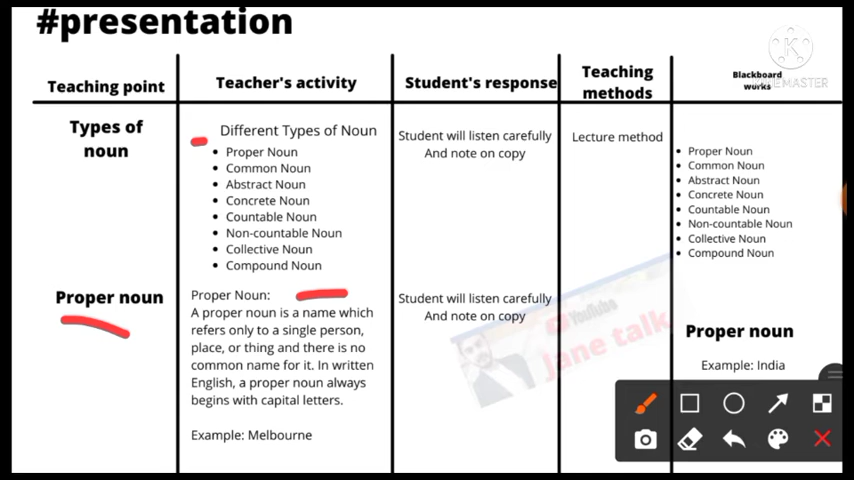 #presentation
Teaching point
Teacher's activity
Student's response
Teaching
methods
Blackboard
works
KINEMASTER
Types of
noun
Different Types of Noun
• Proper Noun
• Common Noun
• Abstract Noun
• Concrete Noun
• Countable Noun
• Non-countable Noun
• Collective Noun
• Compound Noun
Student will listen carefully
And note on copy
Lecture method
• Proper Noun
• Common Noun
• Abstract Noun
• Concrete Noun
• Countable Noun
• Non-countable Noun
• Collective Noun
• Compound Noun
Proper noun
Proper Noun:
A proper noun is a name which
refers only to a single person,
place, or thing and there is no
common name for it. In written
English, a proper noun always
begins with capital letters.
Example: Melbourne
Student will listen carefully
And note on copy
YouTube
Jane talk
Proper noun
Example: India